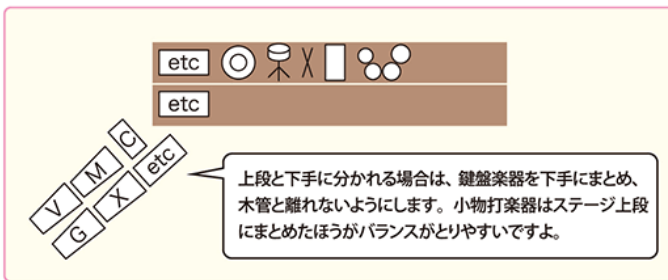 etc
etc
C
M
V
etc
X
G
上段と下手に分かれる場合は、鍵盤楽器を下手にまとめ、
木管と離れないようにします。小物打楽器はステージ上段
にまとめたほうがバランスがとりやすいですよ。